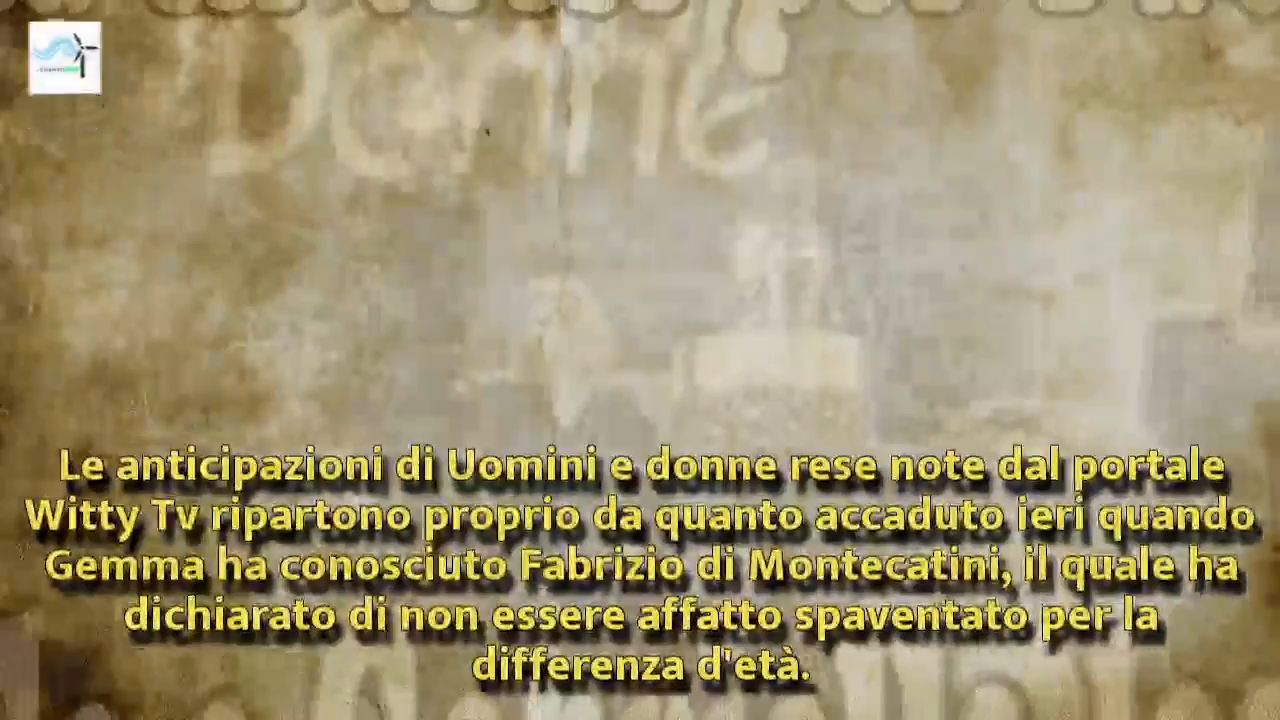 Donne
Le anticipazioni di Uomini e donne rese note dal portale
Witty Tv ripartono proprio da quanto accaduto ieri quando
Gemma ha conosciuto Fabrizio di Montecatini, il quale ha
dichiarato di non essere affatto spaventato per la
differenza d'età.